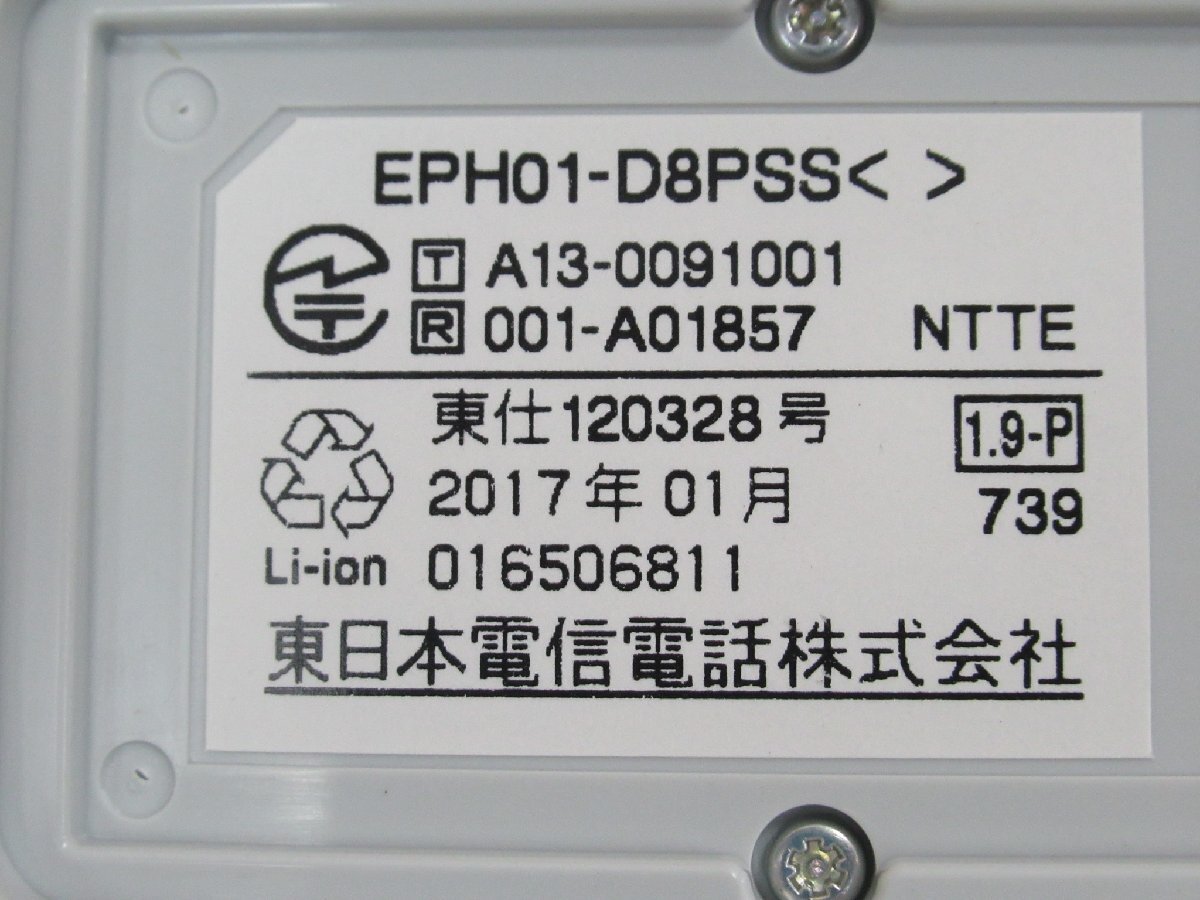 EPH01-D8PSS< >
T A13-0091001
R 001-A01857 NTTE
東仕120328号 1.9-P
2017年01月 739
Li-ion 016506811
東日本電信電話株式会社